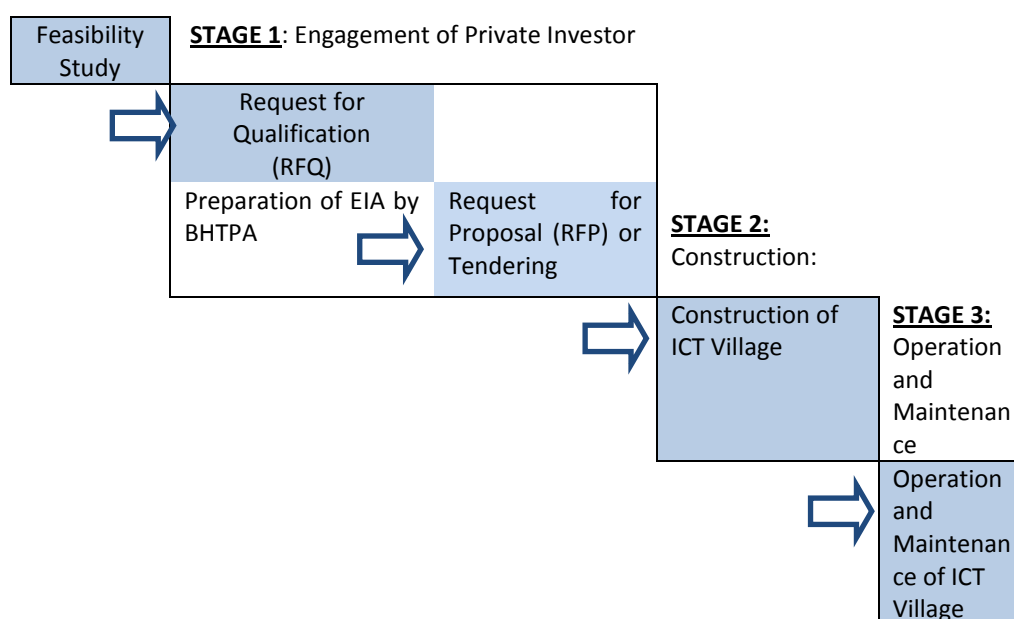 Feasibility
Study
STAGE 1: Engagement of Private Investor
Request for
Qualification
(RFQ)
Preparation of EIA by
BHTPA
Request for
Proposal (RFP) or
Tendering
STAGE 2:
Construction:
Construction of
ICT Village
STAGE 3:
Operation
and
Maintenan
ce
Operation
and
Maintenan
ce of ICT
Village